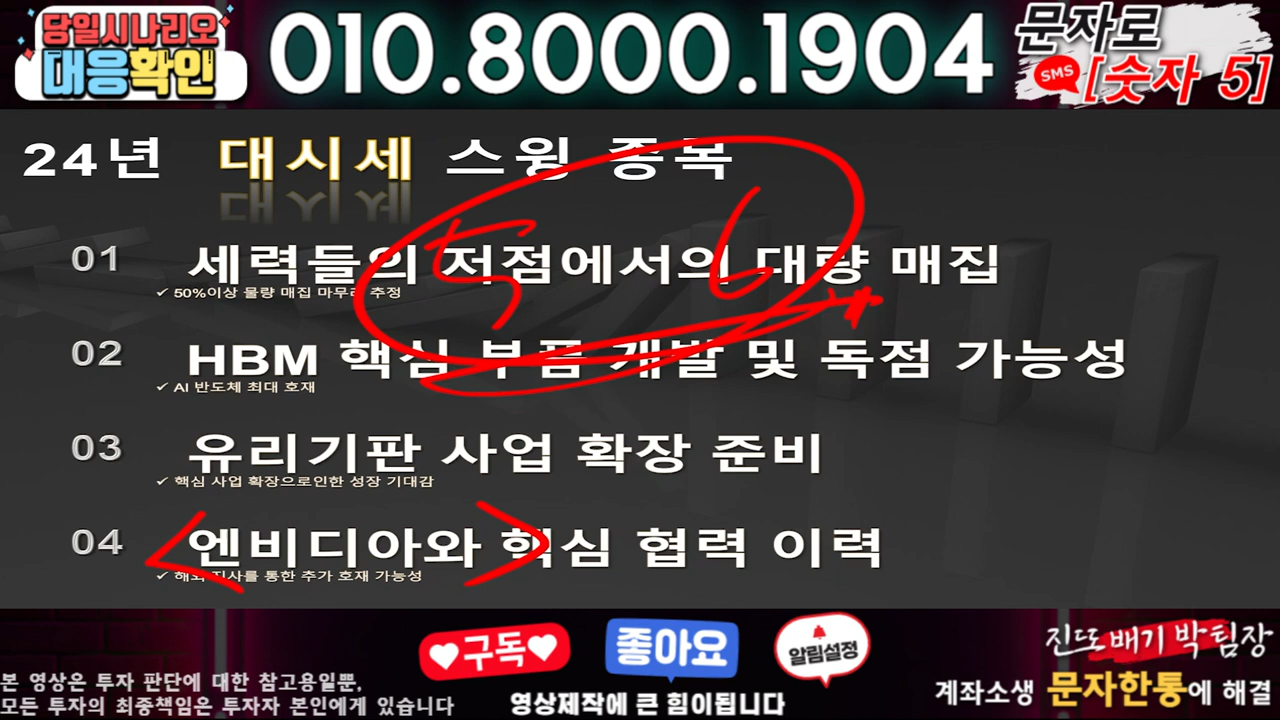 당일시나리오
대응확인
010.8000.1904
문자로
SMS
[숫자 5]
24년 대시세 스윙 종목
01 세력들의 저점에서의 대량 매집
✓ 50%이상 물량 매집 마무리 추정
5 6
02 HBM 핵심 부품 개발 및 독점 가능성
✓ AI 반도체 최대 호재
03 유리기판 사업 확장 준비
✓ 핵심 사업 확장으로인한 성장 기대감
04 엔비디아와 핵심 협력 이력
✓ 해외 지사를 통한 추가 호재 가능성
구독
좋아요
알림설정
영상제작에 큰 힘이됩니다
본 영상은 투자 판단에 대한 참고용일뿐,
모든 투자의 최종책임은 투자자 본인에게 있습니다
진또배기 박팀장
계좌소생 문자한통에 해결